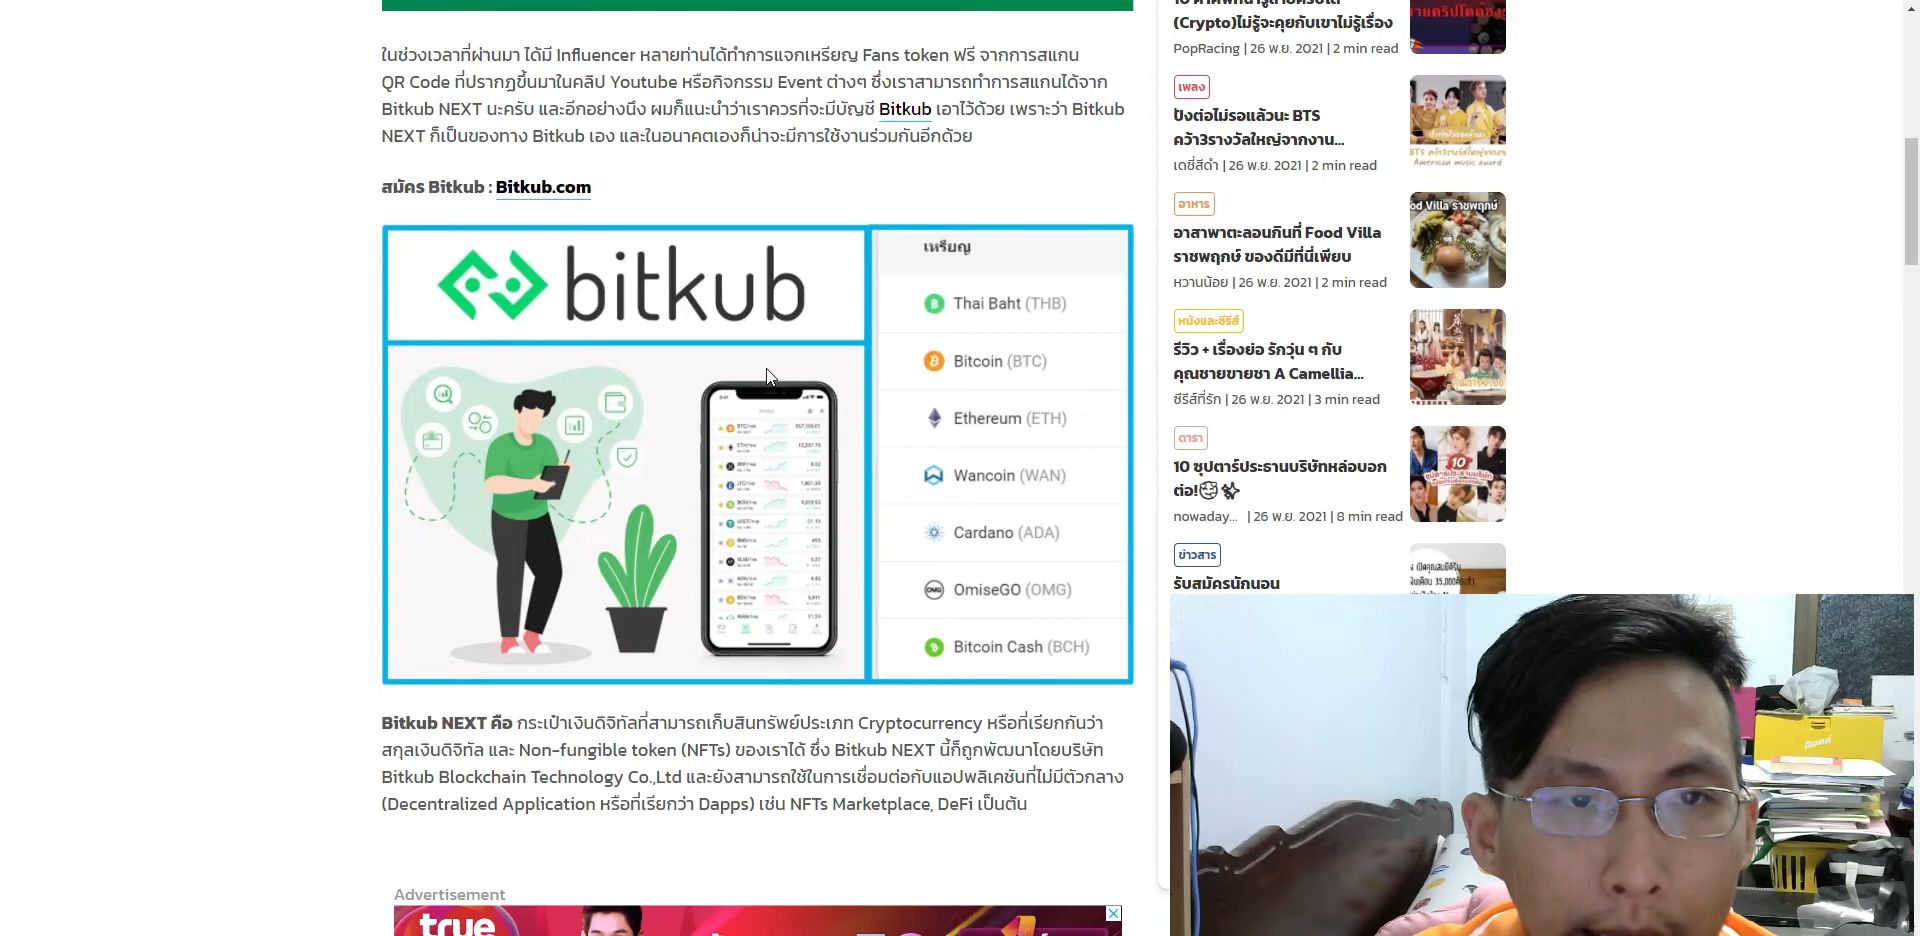 ในช่วงเวลาที่ผ่านมา ได้มี Influencer หลายท่านได้ทำการแจกเหรียญ Fans token ฟรี จากการสแกน
QR Code ที่ปรากฏขึ้นมาในคลิป Youtube หรือกิจกรรม Event ต่างๆ ซึ่งเราสามารถทำการสแกนได้จาก
Bitkub NEXT นะครับ และอีกอย่างนึง ผมก็แนะนำว่าเราควรที่จะมีบัญชี Bitkub เอาไว้ด้วย เพราะว่า Bitkub
NEXT ก็เป็นของทาง Bitkub เอง และในอนาคตเองก็น่าจะมีการใช้งานร่วมกันอีกด้วย
สมัคร Bitkub : Bitkub.com
bitkub
เหรียญ
Thai Baht (THB)
Bitcoin (BTC)
Ethereum (ETH)
Wancoin (WAN)
Cardano (ADA)
OmiseGO (OMG)
Bitcoin Cash (BCH)
Bitkub NEXT คือ กระเป๋าเงินดิจิทัลที่สามารถเก็บสินทรัพย์ประเภท Cryptocurrency หรือที่เรียกกันว่า
สกุลเงินดิจิทัล และ Non-fungible token (NFTs) ของเราได้ ซึ่ง Bitkub NEXT นี้ก็ถูกพัฒนาโดยบริษัท
Bitkub Blockchain Technology Co.,Ltd และยังสามารถใช้ในการเชื่อมต่อกับแอปพลิเคชันที่ไม่มีตัวกลาง
(Decentralized Application หรือที่เรียกว่า Dapps) เช่น NFTs Marketplace, DeFi เป็นต้น
Advertisement
true
(Crypto)ไม่รู้จะคุยกับเขาไม่รู้เรื่อง
PopRacing | 26 พ.ย. 2021 | 2 min read
เพลง
ปังต่อไม่รอแล้วนะ BTS
คว้า3รางวัลใหญ่จากงาน...
เดซี่สีดำ | 26 พ.ย. 2021 | 2 min read
American music award
อาหาร
อาสาพาตะลอนกินที่ Food Villa
ราชพฤกษ์ ของดีมีที่นี่เพียบ
หวานน้อย | 26 พ.ย. 2021 | 2 min read
od Villa ราชพฤกษ์
หนังและซีรีส์
รีวิว + เรื่องย่อ รักวุ่น ๆ กับ
คุณชายขายชา A Camellia...
ซีรีส์ที่รัก | 26 พ.ย. 2021 | 3 min read
ดารา
10 ซุปตาร์ประธานบริษัทหล่อบอก
ต่อ!
nowaday... | 26 พ.ย. 2021 | 8 min read
10
ข่าวสาร
รับสมัครนักนอน